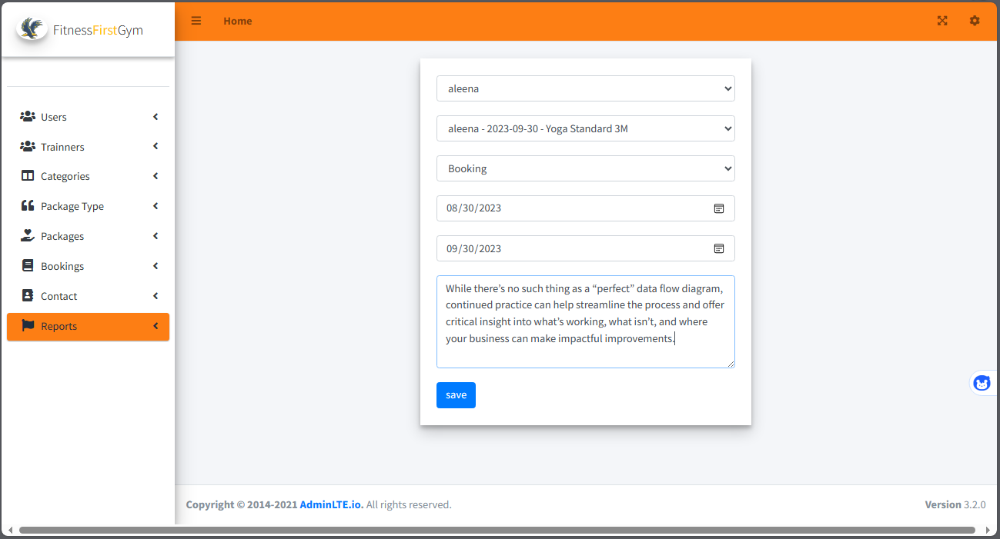 FitnessFirstGym
Home
Users
Trainners
Categories
Package Type
Packages
Bookings
Contact
Reports
aleena
aleena - 2023-09-30 - Yoga Standard 3M
Booking
08/30/2023
09/30/2023
While there’s no such thing as a “perfect” data flow diagram,
continued practice can help streamline the process and offer
critical insight into what’s working, what isn’t, and where
your business can make impactful improvements.
save
Copyright © 2014-2021 AdminLTE.io. All rights reserved.
Version 3.2.0